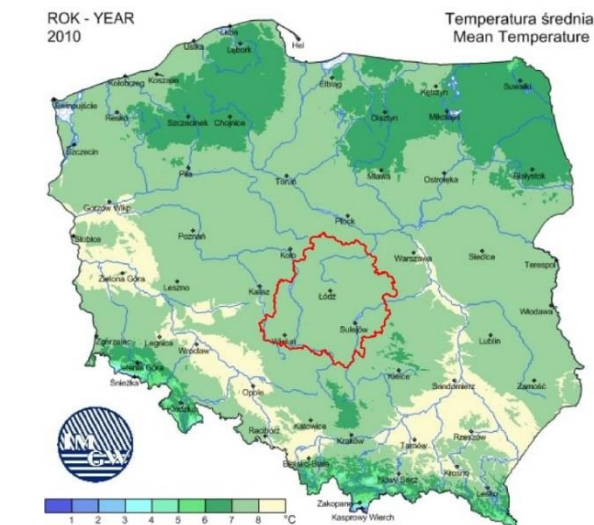 ROK - YEAR
2010
Temperatura średnia
Mean Temperature
Łeba
Ustka
Lębork
Hel
Kołobrzeg
Koszalin
Elbląg
Kętrzyn
Suwałki
Świnoujście
Resko
Szczecinek
Chojnice
Olsztyn
Mikołajki
Szczecin
Piła
Toruń
Mława
Ostrołęka
Białystok
Gorzów Wlkp
Płock
Słubice
Poznań
Koło
Warszawa
Siedlce
Terespol
Zielona Góra
Leszno
Kalisz
Łódź
Włodawa
Sulejów
Zgorzelec
Legnica
Wieluń
Lublin
Wrocław
Jelenia Góra
Śnieżka
Kielce
Sandomierz
Zamość
Opole
Kłodzko
Racibórz
Katowice
Kraków
Tarnów
Rzeszów
Bielsko-Biała
Nowy Sącz
Krosno
Lesko
Zakopane
Kasprowy Wierch
IM
GW
1 2 3 4 5 6 7 8 °C